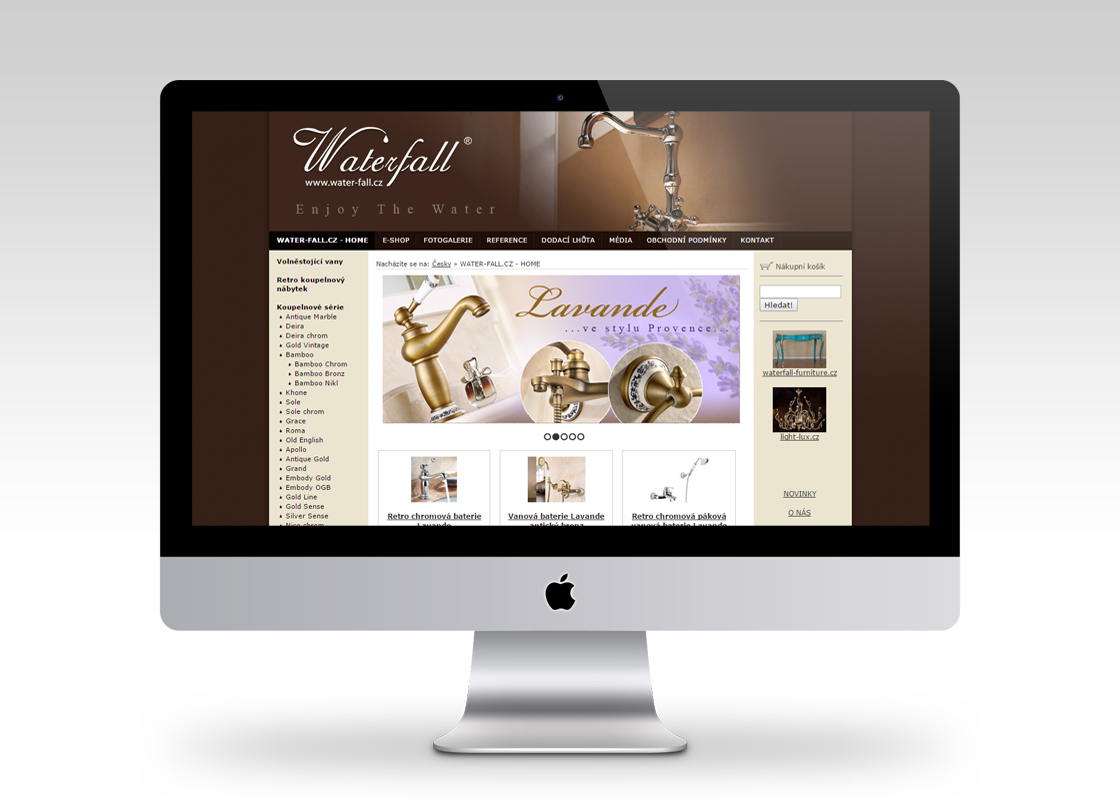 Waterfall®
www.water-fall.cz
Enjoy The Water
WATER-FALL.CZ - HOME E-SHOP FOTOGALERIE REFERENCE DODACÍ LHŮTA MÉDIA OBCHODNÍ PODMÍNKY KONTAKT
Volněstojící vany
Retro koupelnový
nábytek
Koupelnové série
Antique Marble
Deira
Deira chrom
Gold Vintage
Bamboo
Bamboo Chrom
Bamboo Bronz
Bamboo Nikl
Khone
Sole
Sole chrom
Grace
Roma
Old English
Apollo
Antique Gold
Grand
Embody Gold
Embody OGB
Gold Line
Gold Sense
Silver Sense
Nice chrom
Nacházíte se na: Česky » WATER-FALL.CZ - HOME
Lavande
...ve stylu Provence...
Retro chromová baterie
Lavande
Vanová baterie Lavande
antický bronz
Retro chromová páková
vanová baterie Lavande
Nákupní košík
Hledat!
waterfall-furniture.cz
light-lux.cz
NOVINKY
O NÁS